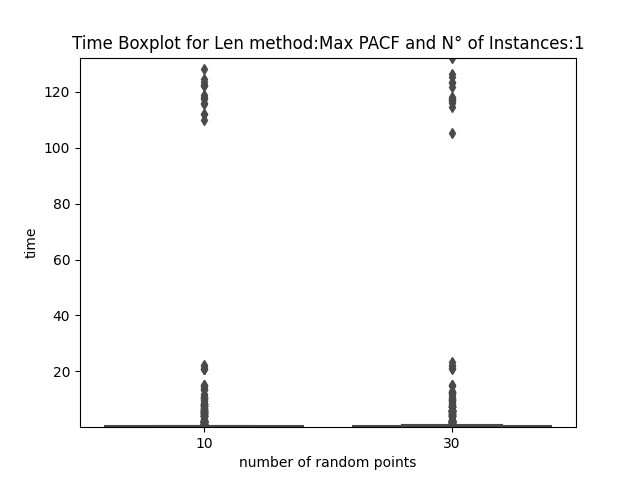 Time Boxplot for Len method:Max PACF and N° of Instances:1
120
100
80
60
40
20
time
10 30
number of random points